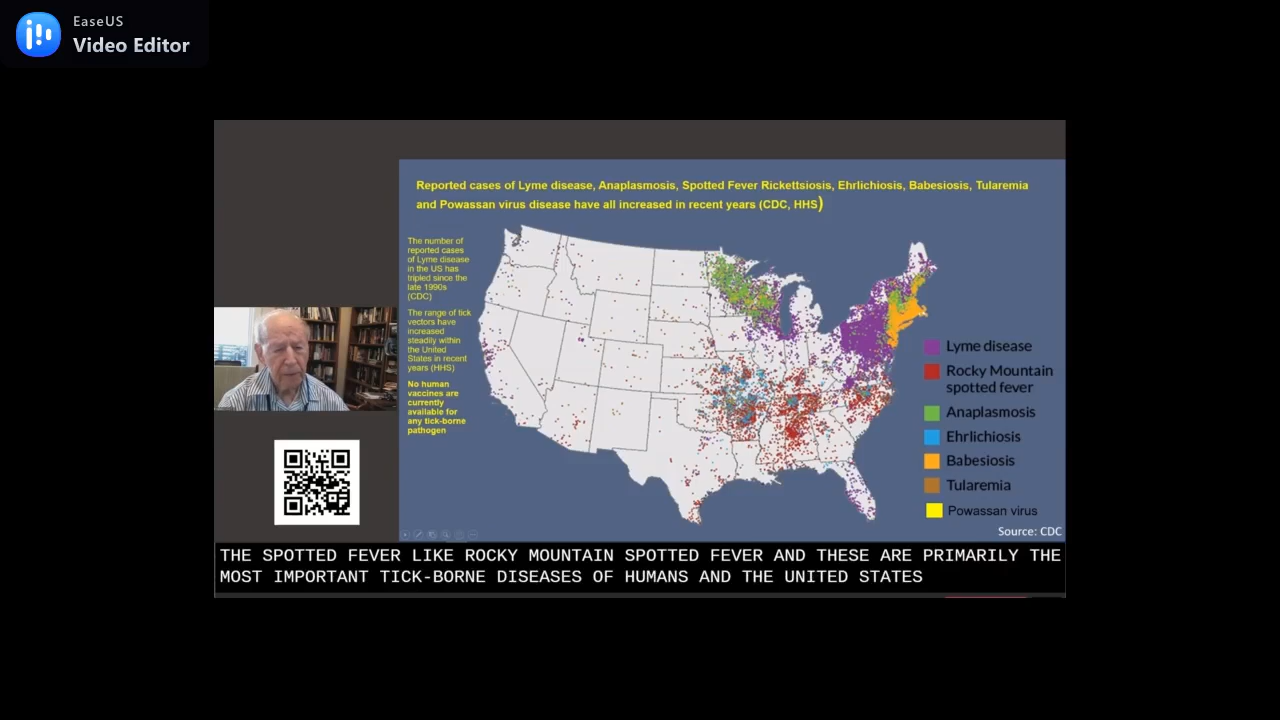 EaseUS
Video Editor
Reported cases of Lyme disease, Anaplasmosis, Spotted Fever Rickettsiosis, Ehrlichiosis, Babesiosis, Tularemia
and Powassan virus disease have all increased in recent years (CDC, HHS)
The number of
reported cases
of Lyme disease
in the US has
tripled since the
late 1990s
(CDC)
The range of tick
vectors have
increased
steadily within
the United
States in recent
years (HHS)
No human
vaccines are
currently
available for
any tick-borne
pathogen
Lyme disease
Rocky Mountain
spotted fever
Anaplasmosis
Ehrlichiosis
Babesiosis
Tularemia
Powassan virus
Source: CDC
THE SPOTTED FEVER LIKE ROCKY MOUNTAIN SPOTTED FEVER AND THESE ARE PRIMARILY THE
MOST IMPORTANT TICK-BORNE DISEASES OF HUMANS AND THE UNITED STATES